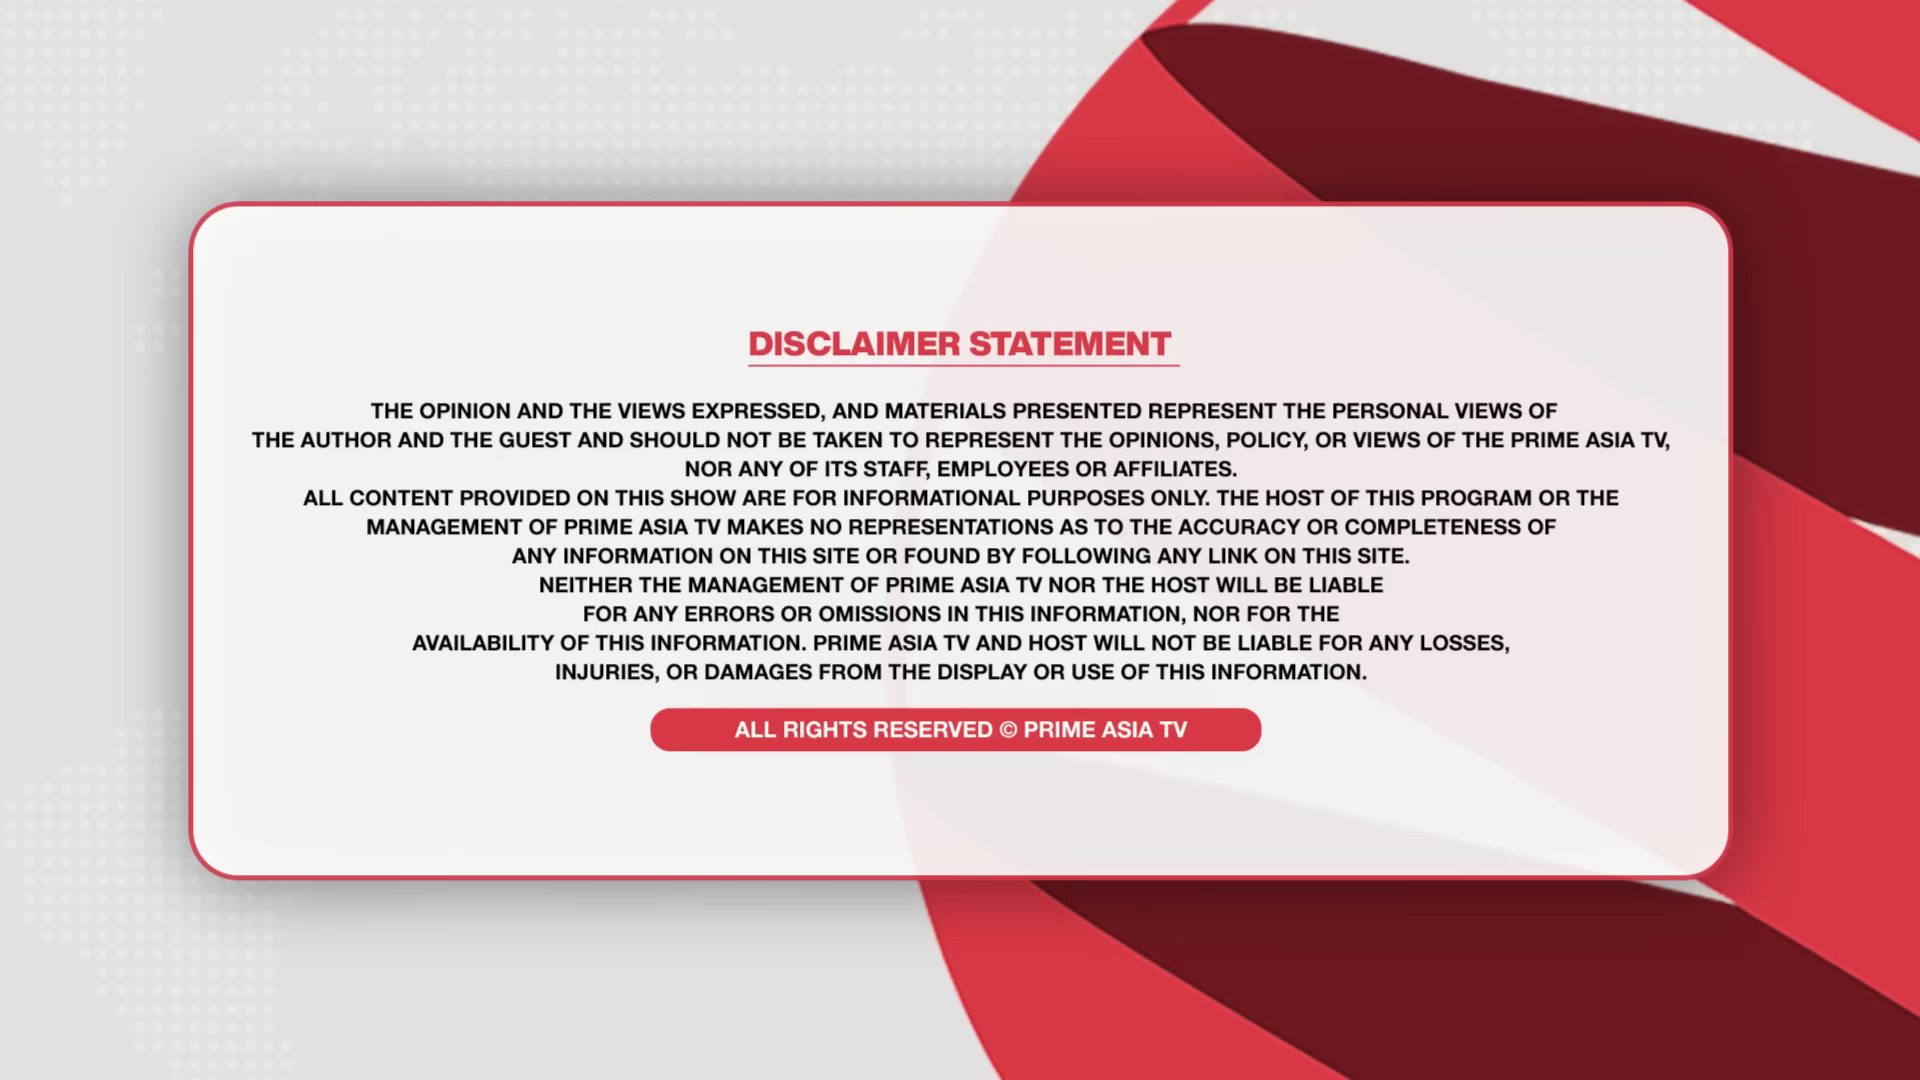 DISCLAIMER STATEMENT
THE OPINION AND THE VIEWS EXPRESSED, AND MATERIALS PRESENTED REPRESENT THE PERSONAL VIEWS OF
THE AUTHOR AND THE GUEST AND SHOULD NOT BE TAKEN TO REPRESENT THE OPINIONS, POLICY, OR VIEWS OF THE PRIME ASIA TV,
NOR ANY OF ITS STAFF, EMPLOYEES OR AFFILIATES.
ALL CONTENT PROVIDED ON THIS SHOW ARE FOR INFORMATIONAL PURPOSES ONLY. THE HOST OF THIS PROGRAM OR THE
MANAGEMENT OF PRIME ASIA TV MAKES NO REPRESENTATIONS AS TO THE ACCURACY OR COMPLETENESS OF
ANY INFORMATION ON THIS SITE OR FOUND BY FOLLOWING ANY LINK ON THIS SITE.
NEITHER THE MANAGEMENT OF PRIME ASIA TV NOR THE HOST WILL BE LIABLE
FOR ANY ERRORS OR OMISSIONS IN THIS INFORMATION, NOR FOR THE
AVAILABILITY OF THIS INFORMATION. PRIME ASIA TV AND HOST WILL NOT BE LIABLE FOR ANY LOSSES,
INJURIES, OR DAMAGES FROM THE DISPLAY OR USE OF THIS INFORMATION.
ALL RIGHTS RESERVED © PRIME ASIA TV